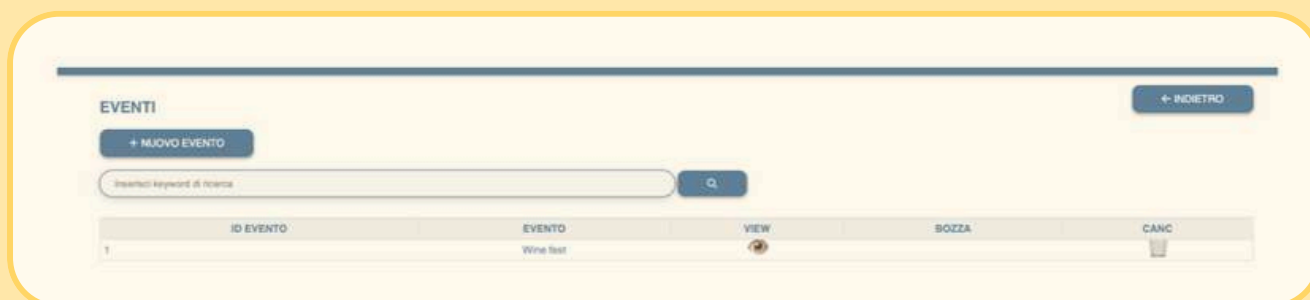 ← INDIETRO
EVENTI
+ NUOVO EVENTO
Inserisci keyword di ricerca
ID EVENTO EVENTO VIEW BOZZA CANC
1 Wine fest